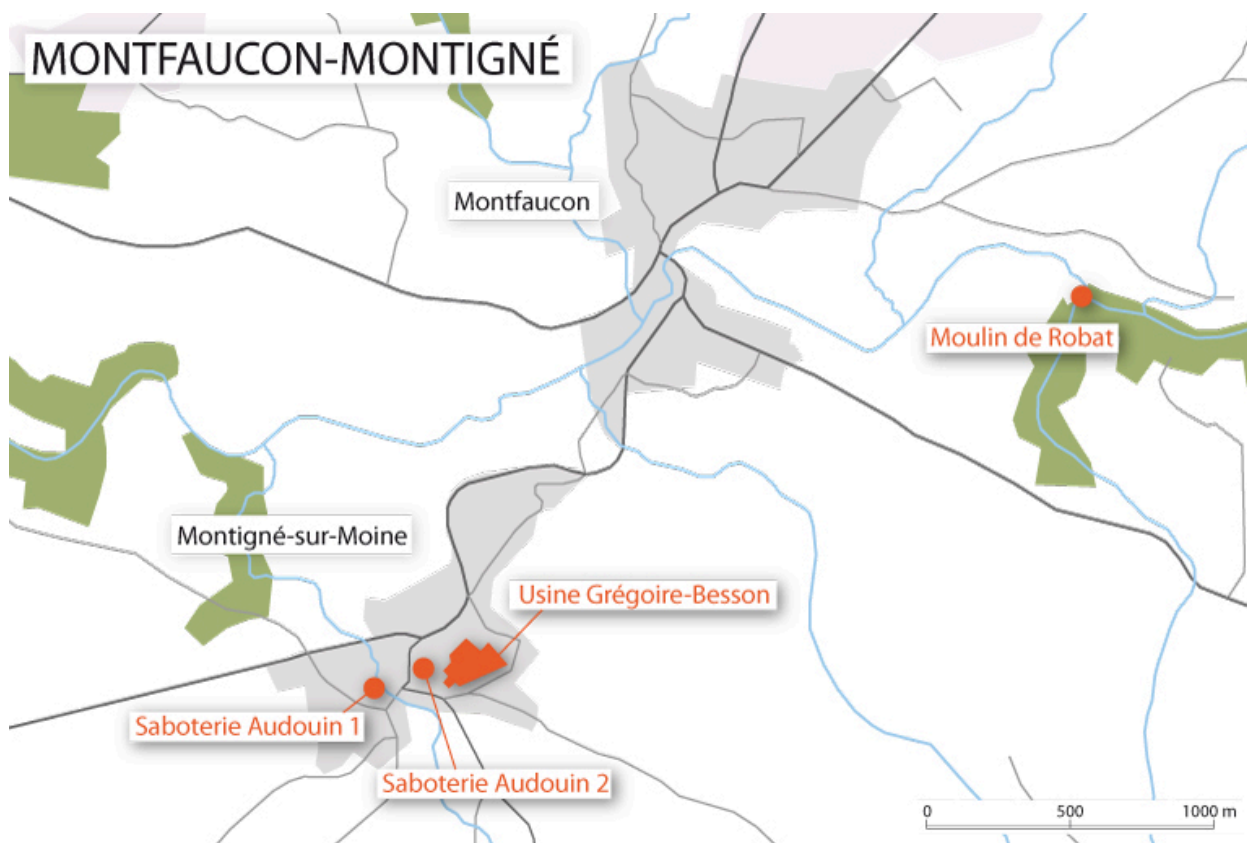 MONTFAUCON-MONTIGNÉ
Montfaucon
Moulin de Robat
Montigné-sur-Moine
Usine Grégoire-Besson
Saboterie Audouin 1
Saboterie Audouin 2
0 500 1000 m